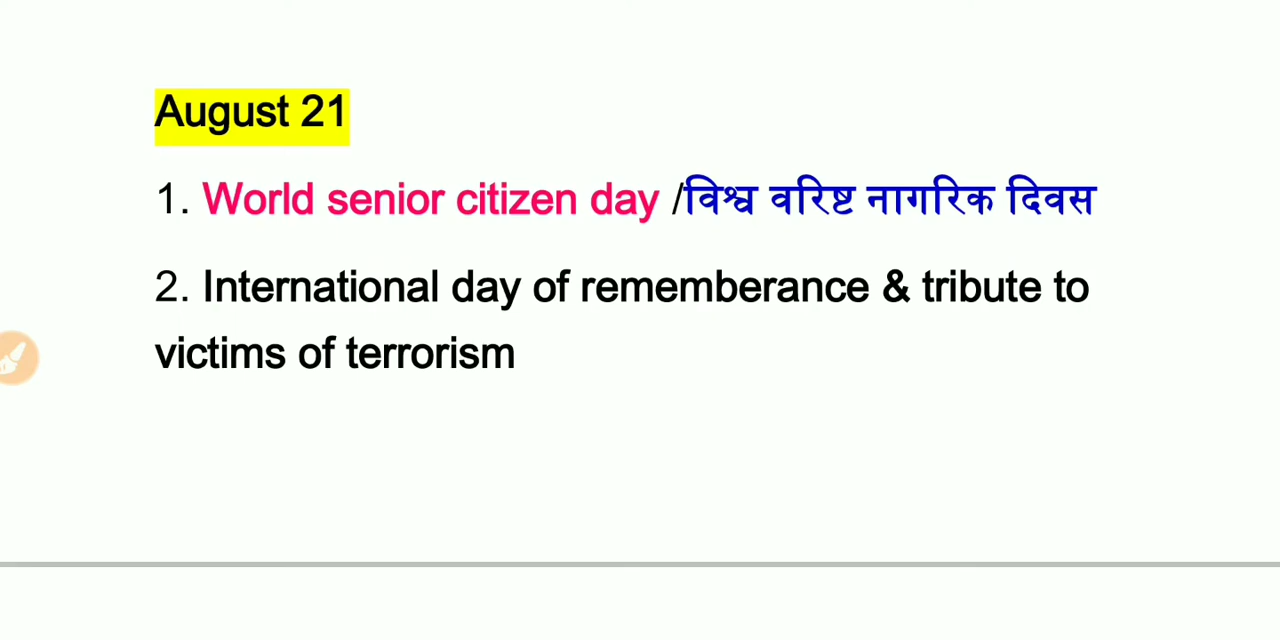 August 21
1. World senior citizen day /विश्व वरिष्ट नागरिक दिवस
2. International day of rememberance & tribute to
victims of terrorism